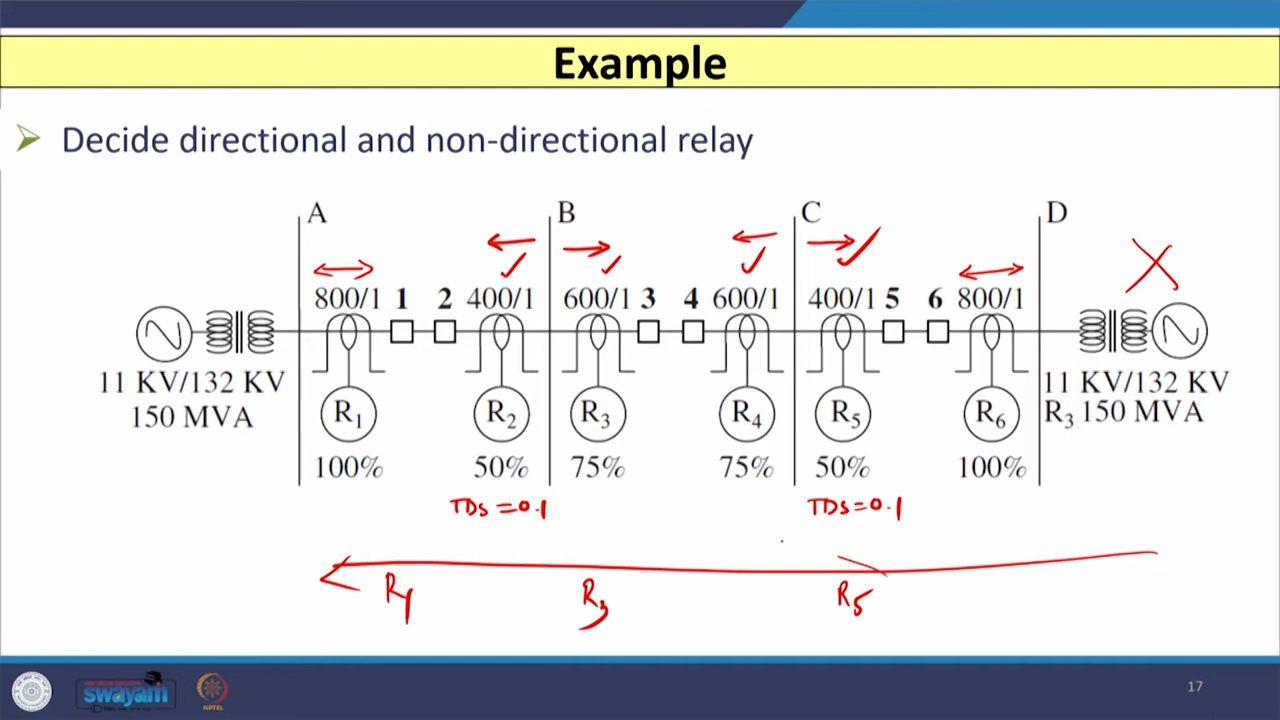 Example
Decide directional and non-directional relay
A B C D
800/1 1 2 400/1 600/1 3 4 600/1 400/1 5 6 800/1
11 KV/132 KV
150 MVA
R1 R2 R3 R4 R5 R6
11 KV/132 KV
R3 150 MVA
100% 50% 75% 75% 50% 100%
TDS = 0.1 TDS = 0.1
R1 R3 R5
swayam
NPTEL
17